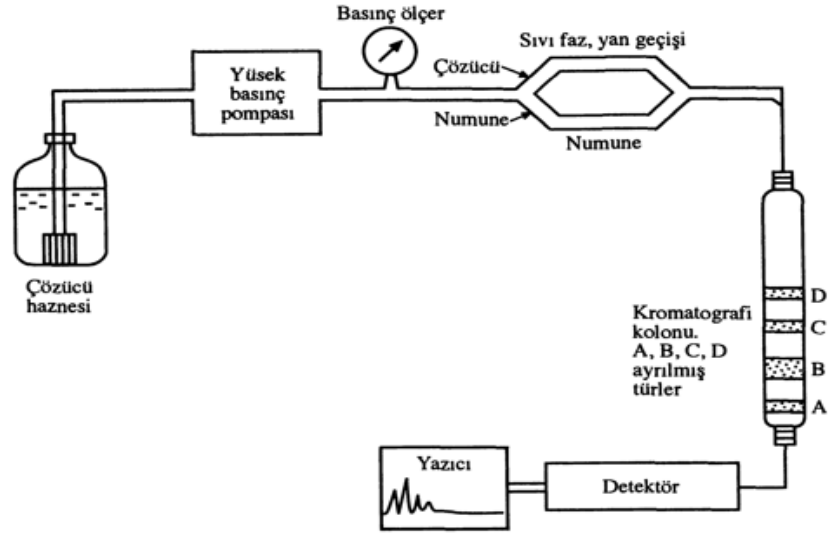 Basınç ölçer
Sıvı faz, yan geçişi
Yüsek
basınç
pompası
Çözücü
Numune
Numune
Çözücü
haznesi
Kromatografi
kolonu.
A, B, C, D
ayrılmış
türler
D
C
B
A
Yazıcı
Detektör